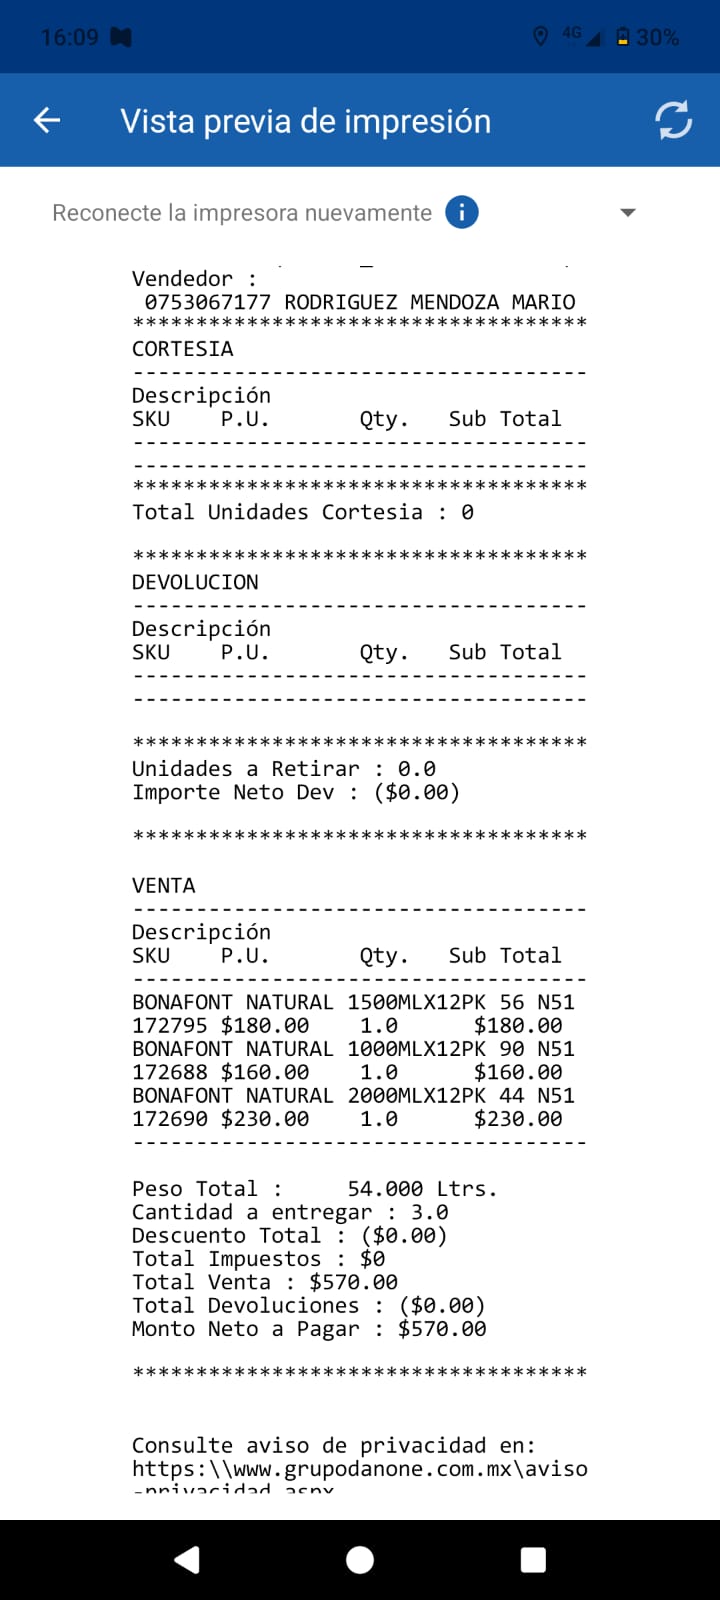 16:09
4G
30%
Vista previa de impresión
Reconecte la impresora nuevamente i
Vendedor :
0753067177 RODRIGUEZ MENDOZA MARIO
************************************
CORTESIA
------------------------------------
Descripción
SKU P.U. Qty. Sub Total
------------------------------------
------------------------------------
************************************
Total Unidades Cortesia : 0
************************************
DEVOLUCION
------------------------------------
Descripción
SKU P.U. Qty. Sub Total
------------------------------------
------------------------------------
************************************
Unidades a Retirar : 0.0
Importe Neto Dev : ($0.00)
************************************
VENTA
------------------------------------
Descripción
SKU P.U. Qty. Sub Total
------------------------------------
BONAFONT NATURAL 1500MLX12PK 56 N51
172795 $180.00 1.0 $180.00
BONAFONT NATURAL 1000MLX12PK 90 N51
172688 $160.00 1.0 $160.00
BONAFONT NATURAL 2000MLX12PK 44 N51
172690 $230.00 1.0 $230.00
------------------------------------
Peso Total : 54.000 Ltrs.
Cantidad a entregar : 3.0
Descuento Total : ($0.00)
Total Impuestos : $0
Total Venta : $570.00
Total Devoluciones : ($0.00)
Monto Neto a Pagar : $570.00
************************************
Consulte aviso de privacidad en:
https:\\www.grupodanone.com.mx\aviso
-privacidad.aspx